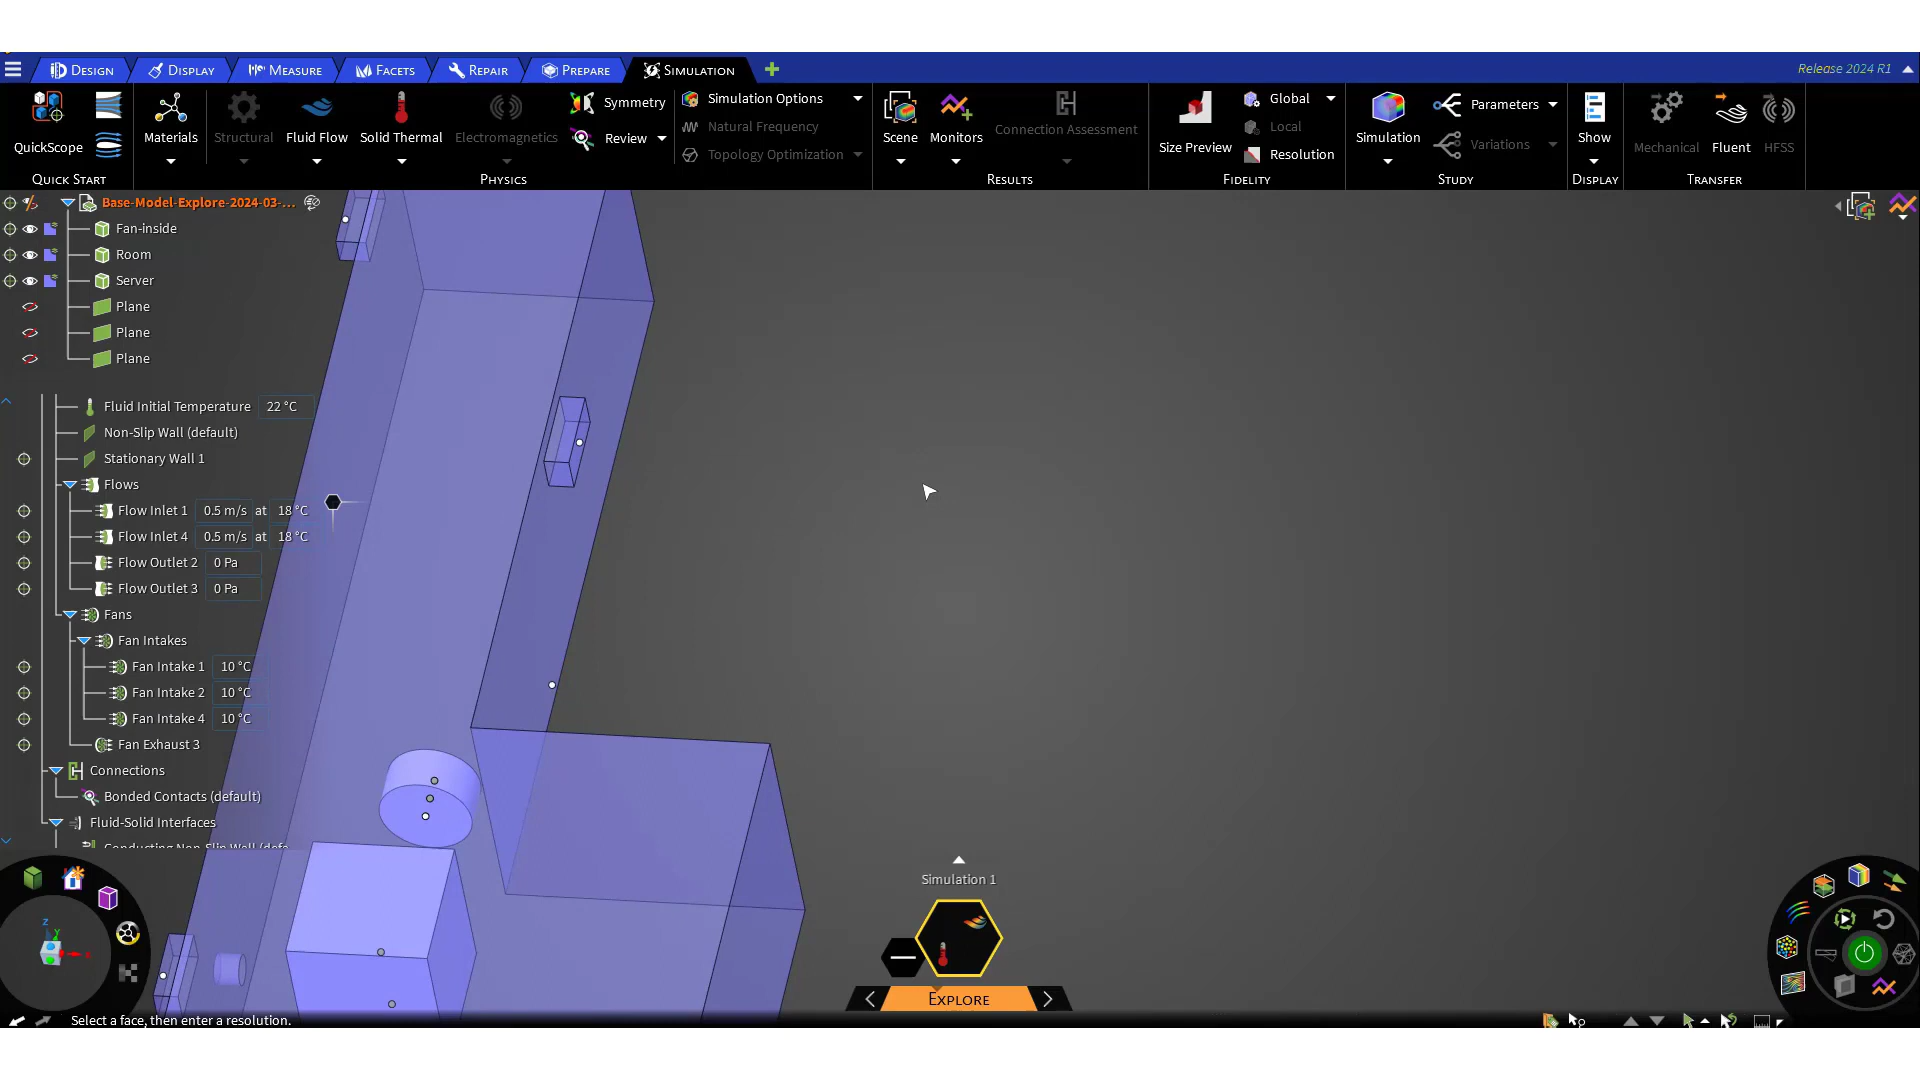 Design Display Measure Facets Repair Prepare Simulation Release 2024 R1
QuickScope
Quick Start
Materials Structural Fluid Flow Solid Thermal Electromagnetics
Symmetry
Review
Physics
Simulation Options
Natural Frequency
Topology Optimization
Scene Monitors Connection Assessment
Results
Size Preview
Global
Local
Resolution
Fidelity
Simulation
Parameters
Variations
Study
Show
Display
Mechanical Fluent HFSS
Transfer
Base-Model-Explore-2024-03-...
Fan-inside
Room
Server
Plane
Plane
Plane
Fluid Initial Temperature 22 °C
Non-Slip Wall (default)
Stationary Wall 1
Flows
Flow Inlet 1 0.5 m/s at 18 °C
Flow Inlet 4 0.5 m/s at 18 °C
Flow Outlet 2 0 Pa
Flow Outlet 3 0 Pa
Fans
Fan Intakes
Fan Intake 1 10 °C
Fan Intake 2 10 °C
Fan Intake 4 10 °C
Fan Exhaust 3
Connections
Bonded Contacts (default)
Fluid-Solid Interfaces
Conducting Non-Slip Wall (defa
Z
Y
X
Simulation 1
Explore
Select a face, then enter a resolution.